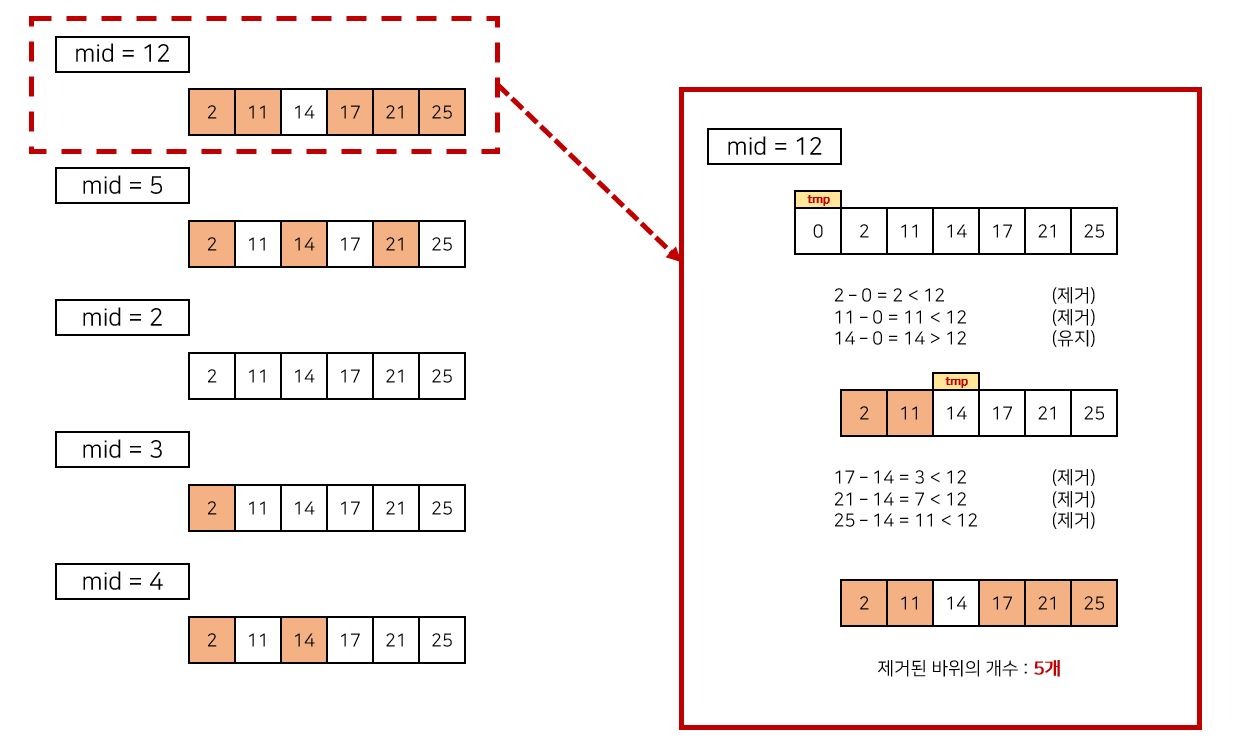 mid = 12
2 11 14 17 21 25
mid = 5
2 11 14 17 21 25
mid = 2
2 11 14 17 21 25
mid = 3
2 11 14 17 21 25
mid = 4
2 11 14 17 21 25
mid = 12
tmp
0 2 11 14 17 21 25
2 – 0 = 2 < 12 (제거)
11 – 0 = 11 < 12 (제거)
14 – 0 = 14 > 12 (유지)
tmp
2 11 14 17 21 25
17 – 14 = 3 < 12 (제거)
21 – 14 = 7 < 12 (제거)
25 – 14 = 11 < 12 (제거)
2 11 14 17 21 25
제거된 바위의 개수 : 5개